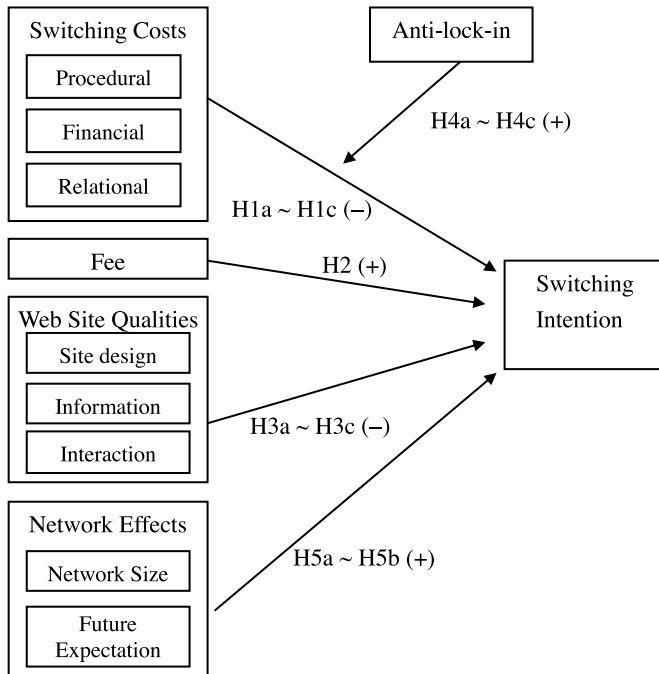 Switching Costs
Procedural
Financial
Relational
Anti-lock-in
H4a ~ H4c (+)
H1a ~ H1c (−)
Fee
H2 (+)
Switching
Intention
Web Site Qualities
Site design
Information
Interaction
H3a ~ H3c (−)
Network Effects
Network Size
Future
Expectation
H5a ~ H5b (+)